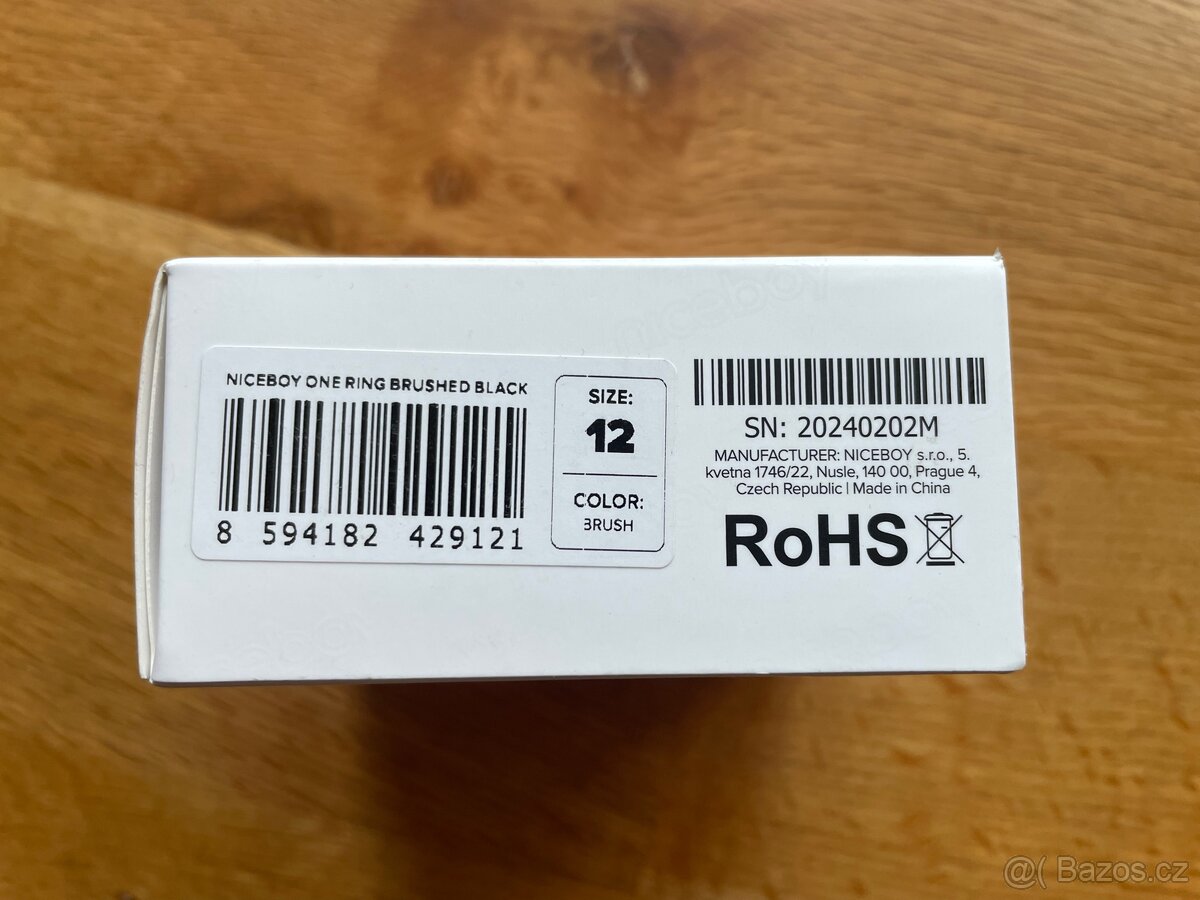 niceboy
NICEBOY ONE RING BRUSHED BLACK
8 594182 429121
SIZE:
12
COLOR:
BRUSH
SN: 20240202M
MANUFACTURER: NICEBOY s.r.o., 5.
kvetna 1746/22, Nusle, 140 00, Prague 4,
Czech Republic | Made in China
RoHS
@( Bazos.cz